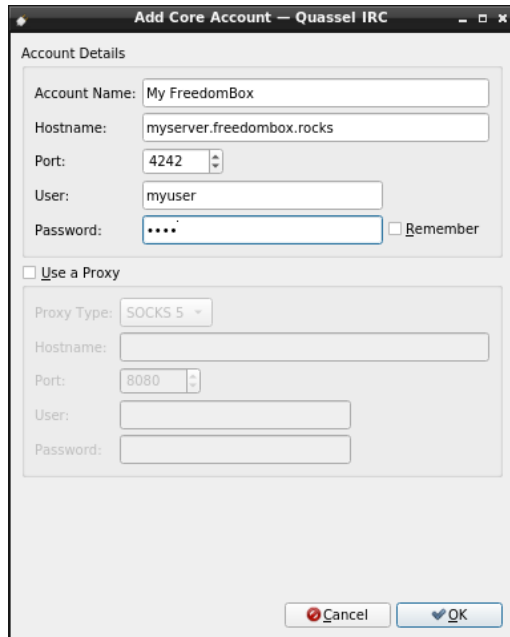 Add Core Account — Quassel IRC
Account Details
Account Name: My FreedomBox
Hostname: myserver.freedombox.rocks
Port: 4242
User: myuser
Password: •••• Remember
Use a Proxy
Proxy Type: SOCKS 5
Hostname:
Port: 8080
User:
Password:
Cancel OK